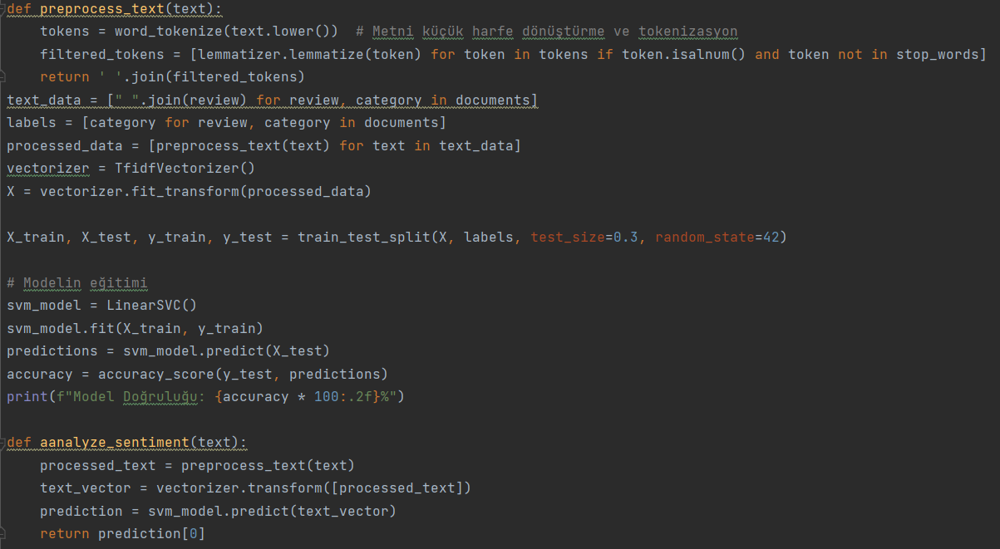 def preprocess_text(text):
    tokens = word_tokenize(text.lower())  # Metni küçük harfe dönüştürme ve tokenizasyon
    filtered_tokens = [lemmatizer.lemmatize(token) for token in tokens if token.isalnum() and token not in stop_words]
    return ' '.join(filtered_tokens)
text_data = [" ".join(review) for review, category in documents]
labels = [category for review, category in documents]
processed_data = [preprocess_text(text) for text in text_data]
vectorizer = TfidfVectorizer()
X = vectorizer.fit_transform(processed_data)

X_train, X_test, y_train, y_test = train_test_split(X, labels, test_size=0.3, random_state=42)

# Modelin eğitimi
svm_model = LinearSVC()
svm_model.fit(X_train, y_train)
predictions = svm_model.predict(X_test)
accuracy = accuracy_score(y_test, predictions)
print(f"Model Doğruluğu: {accuracy * 100:.2f}%")

def aanalyze_sentiment(text):
    processed_text = preprocess_text(text)
    text_vector = vectorizer.transform([processed_text])
    prediction = svm_model.predict(text_vector)
    return prediction[0]